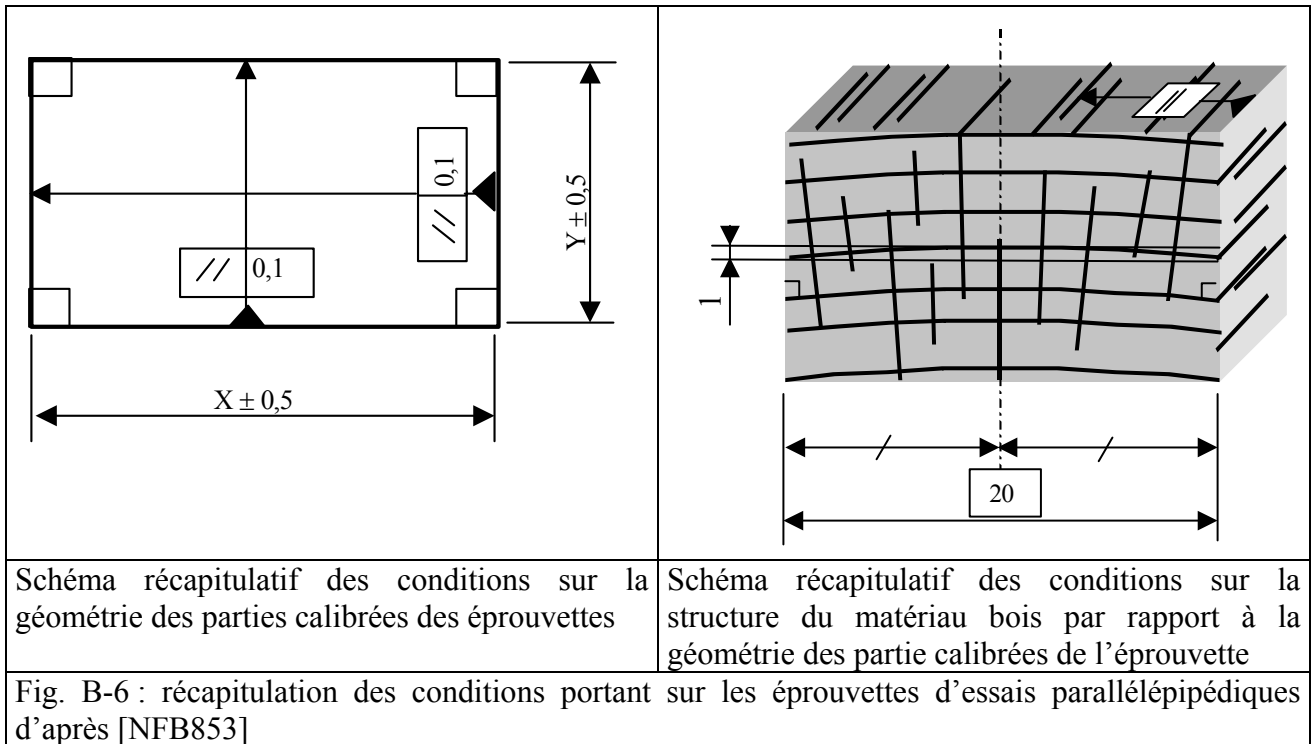 // 0,1
// 0,1
Y ± 0,5
X ± 0,5
//
1
20
Schéma récapitulatif des conditions sur la
géométrie des parties calibrées des éprouvettes
Schéma récapitulatif des conditions sur la
structure du matériau bois par rapport à la
géométrie des partie calibrées de l’éprouvette
Fig. B-6 : récapitulation des conditions portant sur les éprouvettes d’essais parallélépipédiques
d’après [NFB853]